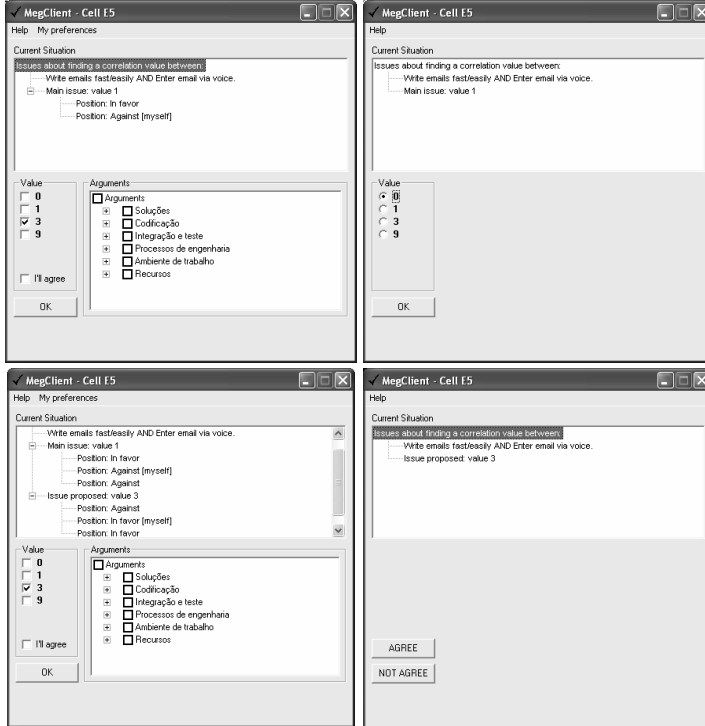 MegClient - Cell E5
Help My preferences
Current Situation
Issues about finding a correlation value between:
Write emails fast/easily AND Enter email via voice.
Main issue: value 1
Position: In favor
Position: Against [myself]
Value
0
1
3
9
I'll agree
OK
Arguments
Arguments
Soluções
Codificação
Integração e teste
Processos de engenharia
Ambiente de trabalho
Recursos
MegClient - Cell E5
Help
Current Situation
Issues about finding a correlation value between:
Write emails fast/easily AND Enter email via voice.
Main issue: value 1
Value
0
1
3
9
OK
MegClient - Cell E5
Help My preferences
Current Situation
Write emails fast/easily AND Enter email via voice.
Main issue: value 1
Position: In favor
Position: Against [myself]
Position: Against
Issue proposed: value 3
Position: Against
Position: In favor [myself]
Position: In favor
Value
0
1
3
9
I'll agree
OK
Arguments
Arguments
Soluções
Codificação
Integração e teste
Processos de engenharia
Ambiente de trabalho
Recursos
MegClient - Cell E5
Help
Current Situation
Issues about finding a correlation value between:
Write emails fast/easily AND Enter email via voice.
Issue proposed: value 3
AGREE
NOT AGREE